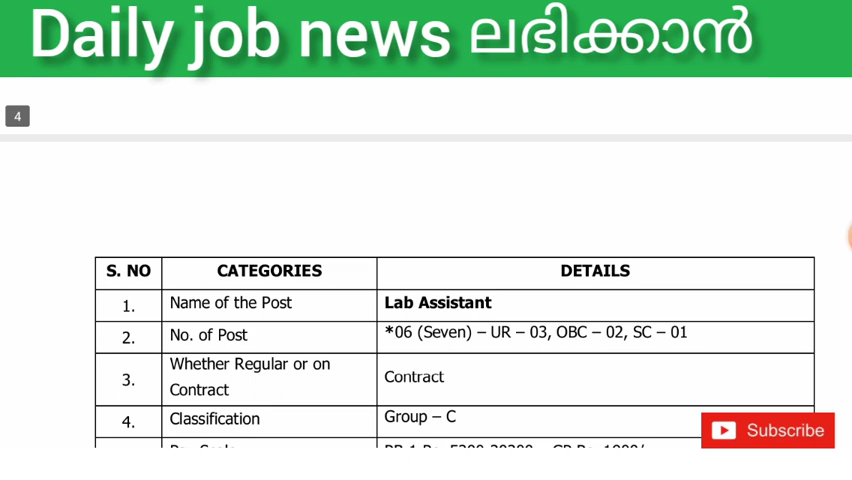 Daily job news ലഭിക്കാൻ
4
S. NO CATEGORIES DETAILS
1. Name of the Post Lab Assistant
2. No. of Post *06 (Seven) – UR – 03, OBC – 02, SC – 01
3. Whether Regular or on Contract Contract
4. Classification Group – C
Subscribe